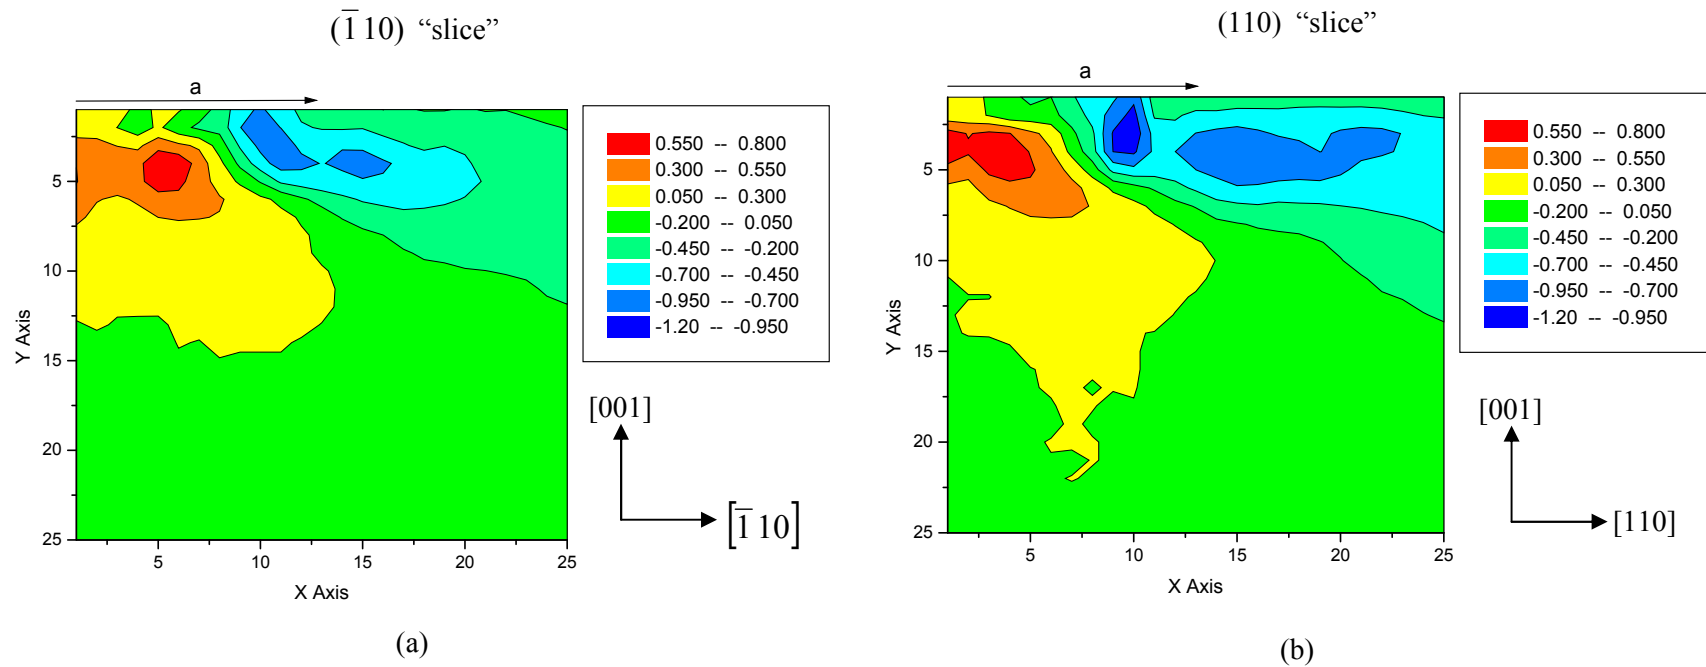 (1̅ 10) “slice”
a
5
10
15
20
25
Y Axis
5
10
15
20
25
X Axis
0.550 -- 0.800
0.300 -- 0.550
0.050 -- 0.300
-0.200 -- 0.050
-0.450 -- -0.200
-0.700 -- -0.450
-0.950 -- -0.700
-1.20 -- -0.950
[001]
[1̅ 10]
(a)
(110) “slice”
a
5
10
15
20
25
Y Axis
5
10
15
20
25
X Axis
0.550 -- 0.800
0.300 -- 0.550
0.050 -- 0.300
-0.200 -- 0.050
-0.450 -- -0.200
-0.700 -- -0.450
-0.950 -- -0.700
-1.20 -- -0.950
[001]
[110]
(b)